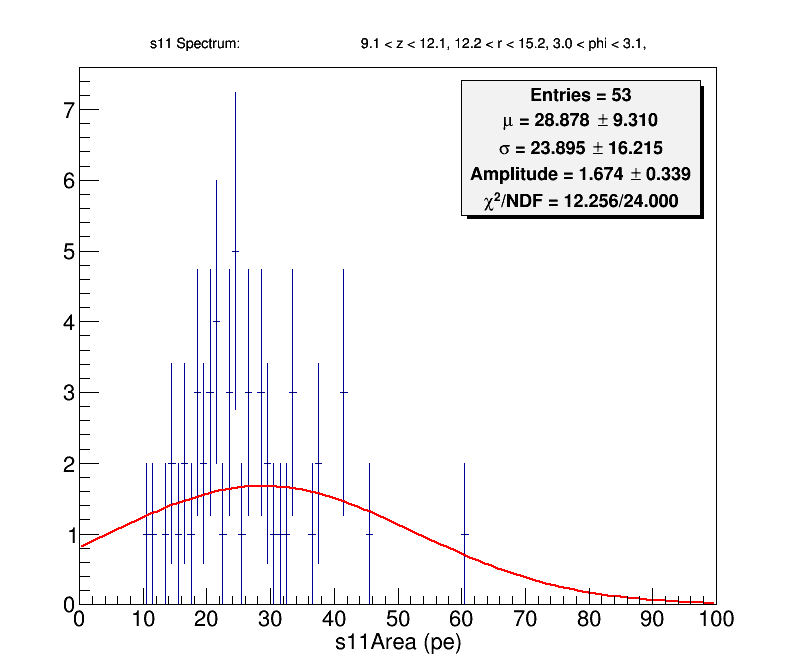 s11 Spectrum: 9.1 < z < 12.1, 12.2 < r < 15.2, 3.0 < phi < 3.1,
Entries = 53
μ = 28.878 ± 9.310
σ = 23.895 ± 16.215
Amplitude = 1.674 ± 0.339
χ²/NDF = 12.256/24.000
7
6
5
4
3
2
1
0
0 10 20 30 40 50 60 70 80 90 100
s11Area (pe)